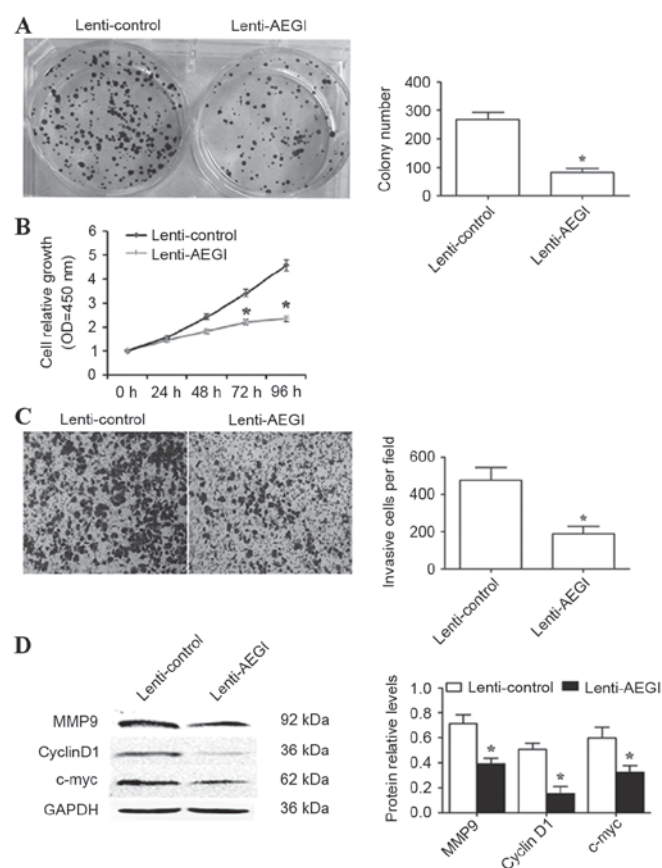 A
Lenti-control Lenti-AEGI
Colony number
400
300
200
100
0
*
Lenti-control
Lenti-AEGI
B
Cell relative growth
(OD=450 nm)
6
5
4
3
2
1
0
Lenti-control
Lenti-AEGI
* *
0 h 24 h 48 h 72 h 96 h
C
Lenti-control Lenti-AEGI
Invasive cells per field
600
400
200
0
*
Lenti-control
Lenti-AEGI
D
Lenti-control
Lenti-AEGI
MMP9 92 kDa
CyclinD1 36 kDa
c-myc 62 kDa
GAPDH 36 kDa
Protein relative levels
1.0
0.8
0.6
0.4
0.2
0.0
Lenti-control Lenti-AEGI
* * *
MMP9
Cyclin D1
c-myc